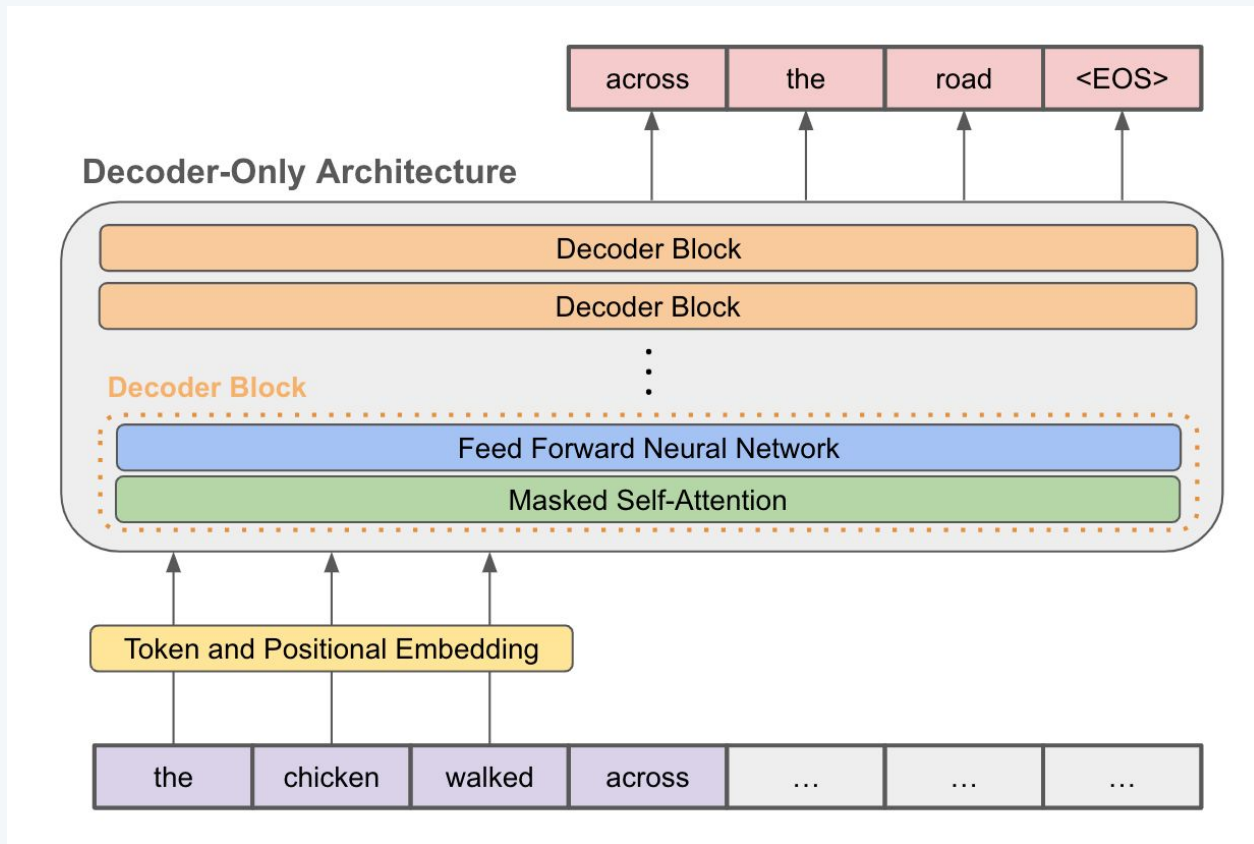 across the road <EOS>
Decoder-Only Architecture
Decoder Block
Decoder Block
Decoder Block
Feed Forward Neural Network
Masked Self-Attention
Token and Positional Embedding
the chicken walked across ... ... ...